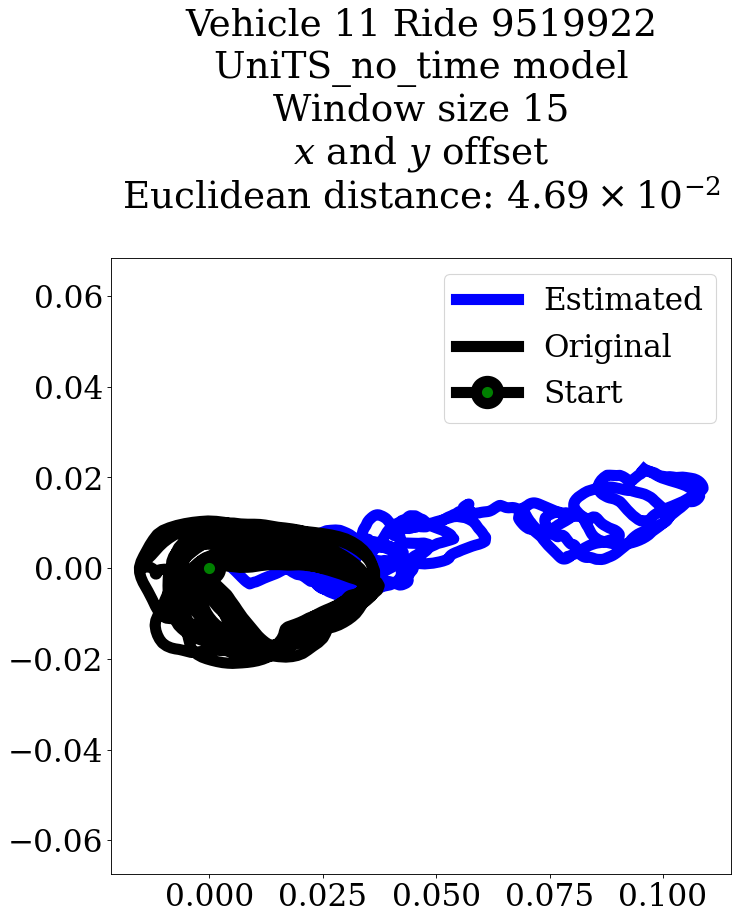 Vehicle 11 Ride 9519922
UniTS_no_time model
Window size 15
x and y offset
Euclidean distance: 4.69 × 10⁻²
Estimated
Original
Start
0.06
0.04
0.02
0.00
−0.02
−0.04
−0.06
0.000 0.025 0.050 0.075 0.100